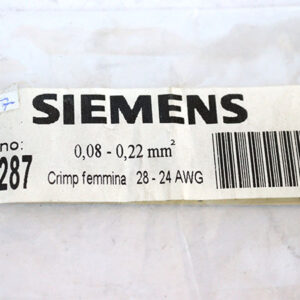 SIEMENS
no:
0,08 - 0,22 mm²
287
Crimp femmina 28 - 24 AWG